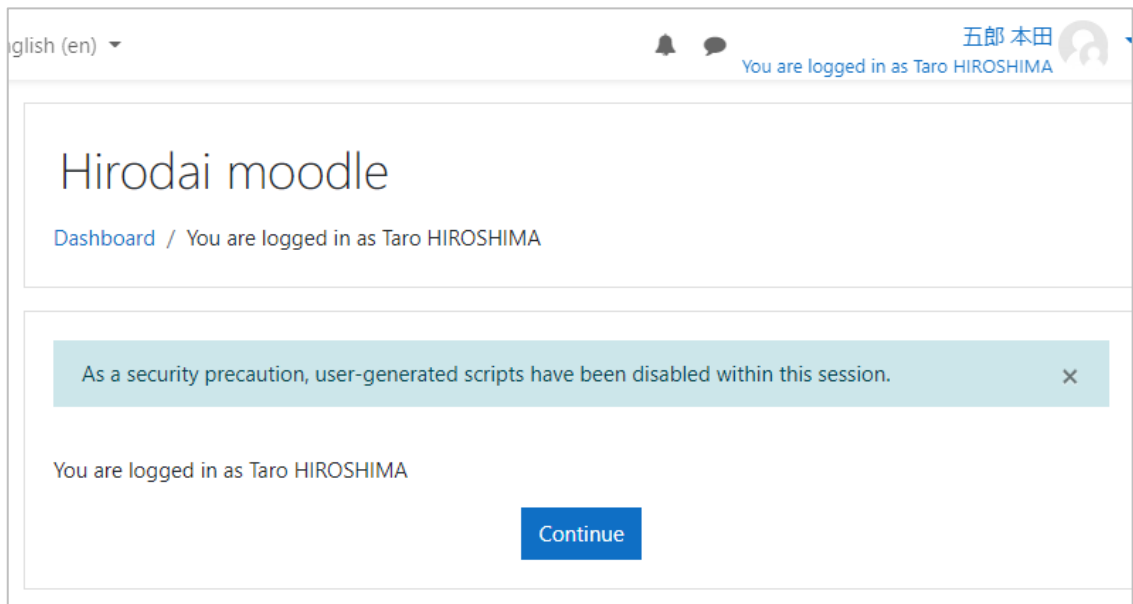 nglish (en)
五郎 本田
You are logged in as Taro HIROSHIMA
Hirodai moodle
Dashboard / You are logged in as Taro HIROSHIMA
As a security precaution, user-generated scripts have been disabled within this session. ×
You are logged in as Taro HIROSHIMA
Continue